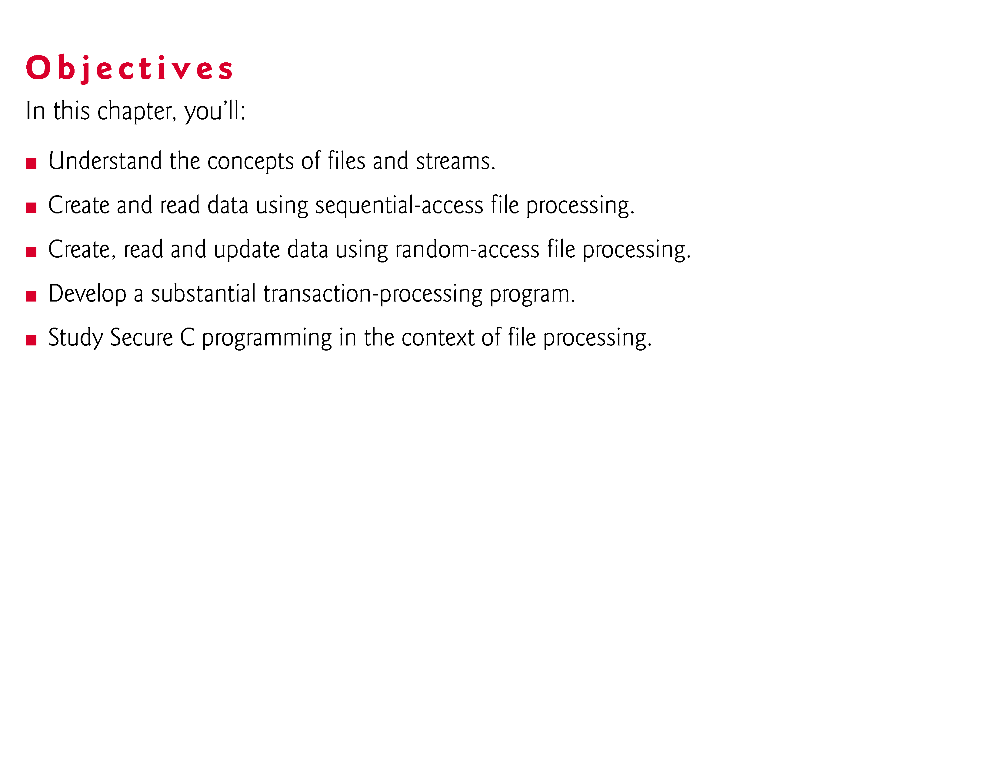 Objectives
In this chapter, you’ll:
■ Understand the concepts of files and streams.
■ Create and read data using sequential-access file processing.
■ Create, read and update data using random-access file processing.
■ Develop a substantial transaction-processing program.
■ Study Secure C programming in the context of file processing.